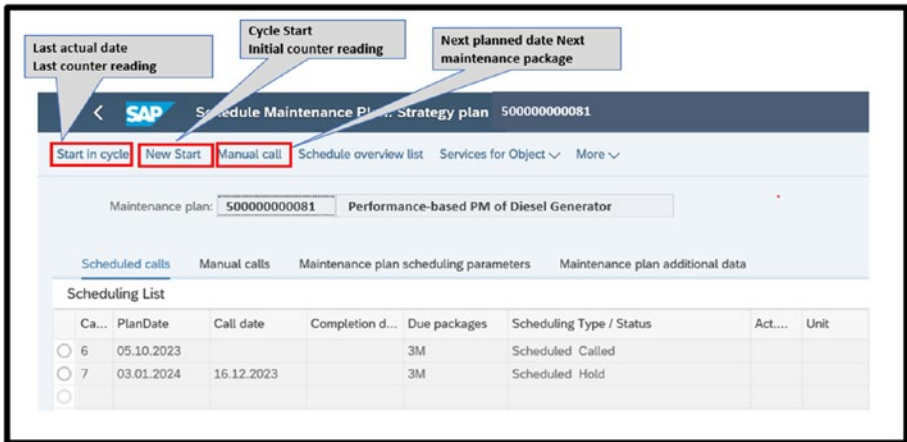 Last actual date
Last counter reading
Cycle Start
Initial counter reading
Next planned date Next
maintenance package
SAP
Schedule Maintenance P... Strategy plan 500000000081
Start in cycle New Start Manual call Schedule overview list Services for Object More
Maintenance plan: 500000000081 Performance-based PM of Diesel Generator
Scheduled calls Manual calls Maintenance plan scheduling parameters Maintenance plan additional data
Scheduling List
Ca... PlanDate Call date Completion d... Due packages Scheduling Type / Status Act.... Unit
6 05.10.2023 3M Scheduled Called
7 03.01.2024 16.12.2023 3M Scheduled Hold